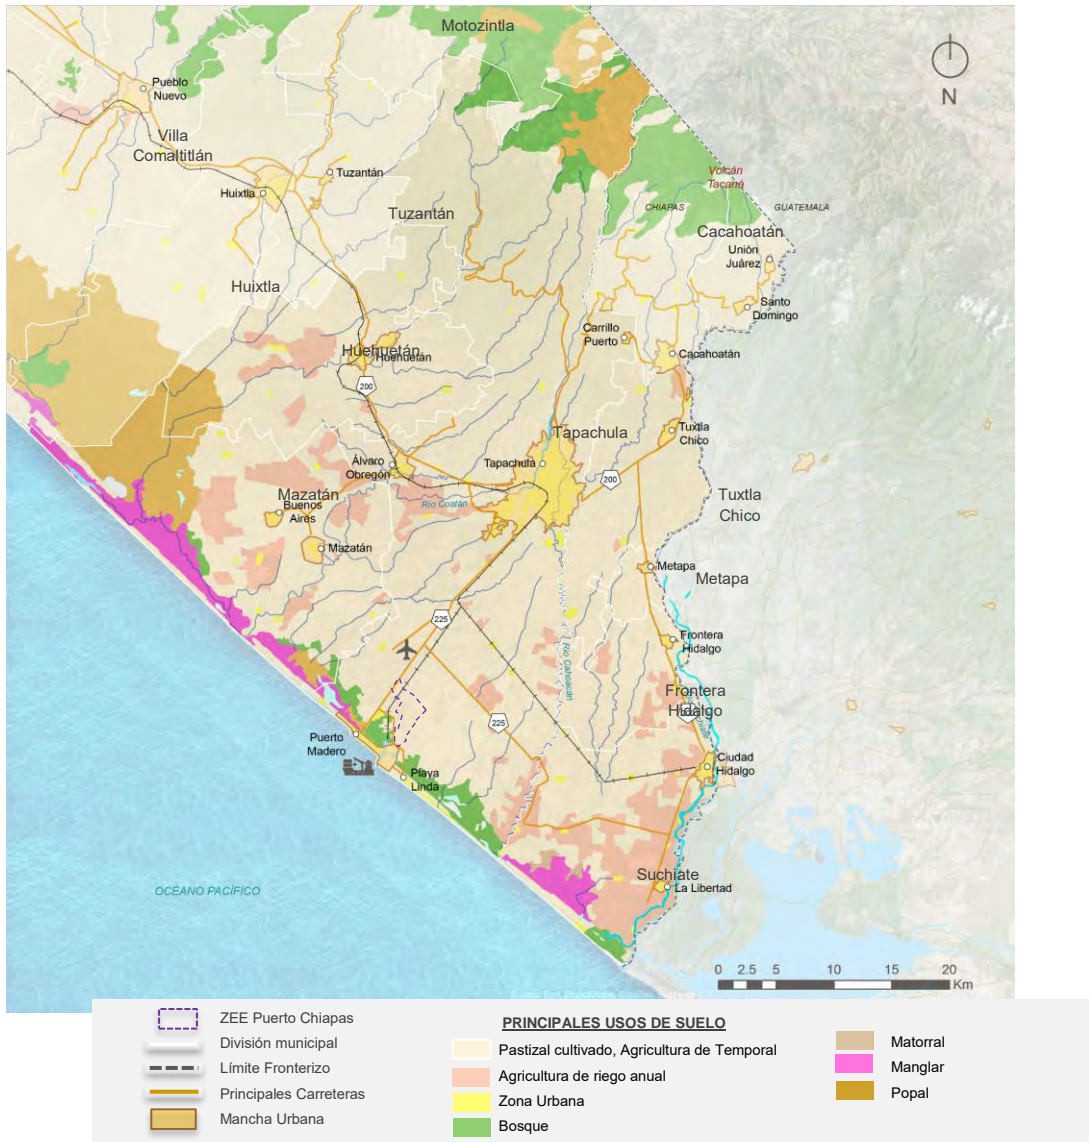 Motozintla
N
Pueblo
Nuevo
Villa
Comaltitlán
Tuzantán
Huixtla
Volcán
Tacaná
CHIAPAS
GUATEMALA
Tuzantán
Cacahoatán
Unión
Juárez
Huixtla
Santo
Domingo
Carrillo
Puerto
Huehuetán
Huehuetán
Cacahoatán
200
Tapachula
Tuxtla
Chico
Álvaro
Obregón
Tapachula
200
Mazatán
Buenos
Aires
Río Coatán
Tuxtla
Chico
Mazatán
Metapa
Metapa
225
Frontera
Hidalgo
Río Cahoacán
Frontera
Hidalgo
225
Puerto
Madero
Ciudad
Hidalgo
Playa
Linda
Suchiate
La Libertad
OCÉANO PACÍFICO
0 2.5 5 10 15 20
Km
ZEE Puerto Chiapas
División municipal
Límite Fronterizo
Principales Carreteras
Mancha Urbana
PRINCIPALES USOS DE SUELO
Pastizal cultivado, Agricultura de Temporal
Agricultura de riego anual
Zona Urbana
Bosque
Matorral
Manglar
Popal